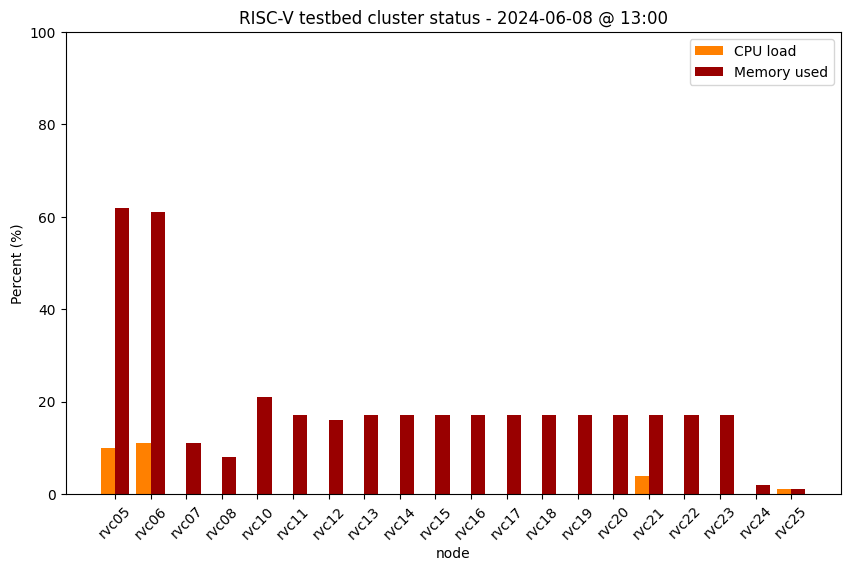 RISC-V testbed cluster status - 2024-06-08 @ 13:00
CPU load
Memory used
Percent (%)
100
80
60
40
20
0
rvc05 rvc06 rvc07 rvc08 rvc10 rvc11 rvc12 rvc13 rvc14 rvc15 rvc16 rvc17 rvc18 rvc19 rvc20 rvc21 rvc22 rvc23 rvc24 rvc25
node